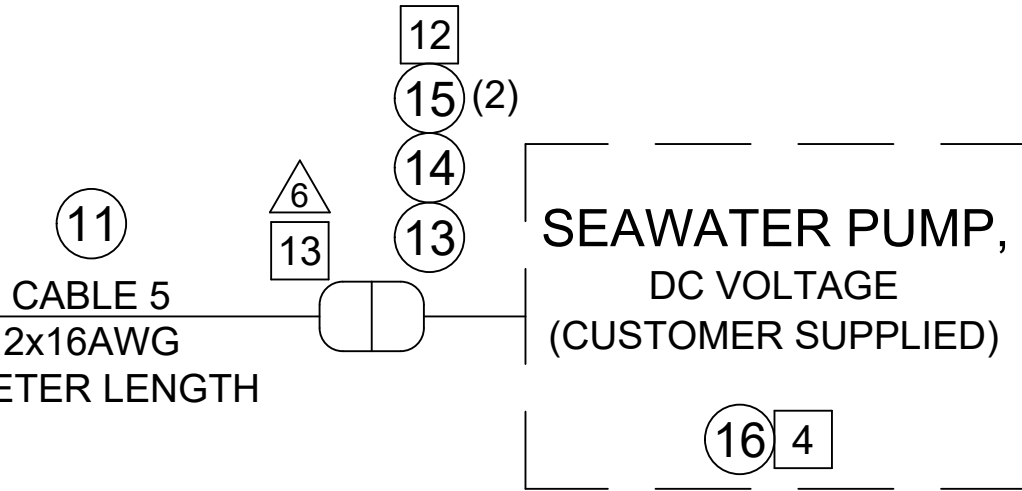 12
15 (2)
14
13
6
13
11
CABLE 5
2x16AWG
ETER LENGTH
SEAWATER PUMP,
DC VOLTAGE
(CUSTOMER SUPPLIED)
16 4